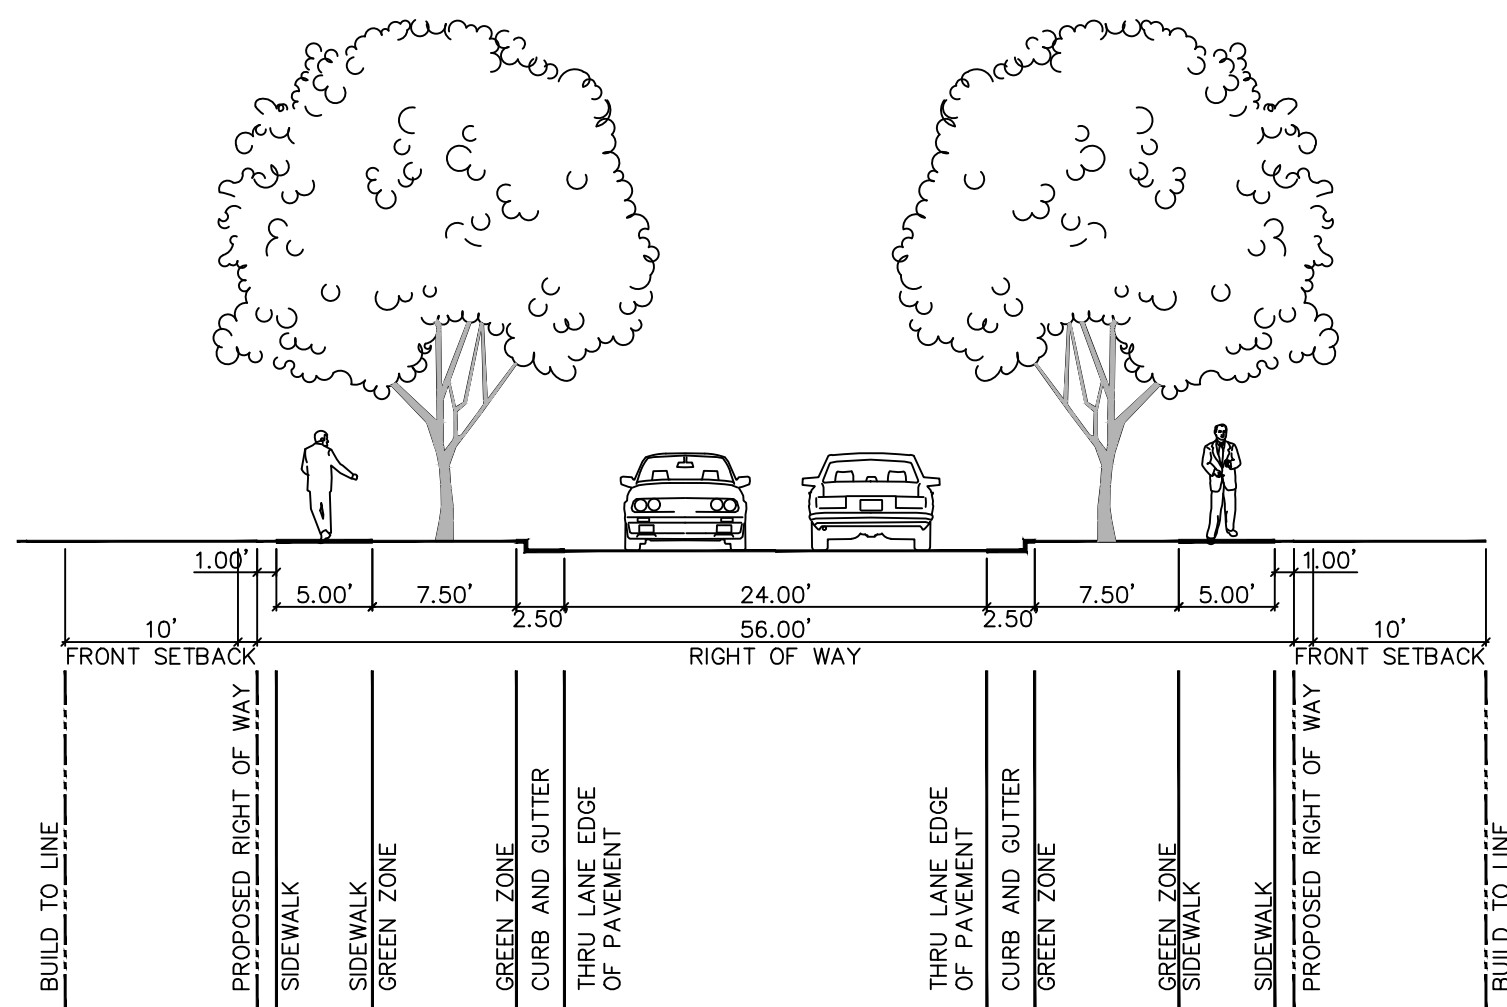 1.00'
1.00'
5.00'
7.50'
24.00'
7.50'
5.00'
2.50'
2.50'
10'
56.00'
10'
FRONT SETBACK
RIGHT OF WAY
FRONT SETBACK
BUILD TO LINE
PROPOSED RIGHT OF WAY
SIDEWALK
SIDEWALK
GREEN ZONE
GREEN ZONE
CURB AND GUTTER
THRU LANE EDGE
OF PAVEMENT
THRU LANE EDGE
OF PAVEMENT
CURB AND GUTTER
GREEN ZONE
GREEN ZONE
SIDEWALK
SIDEWALK
PROPOSED RIGHT OF WAY
BUILD TO LINE